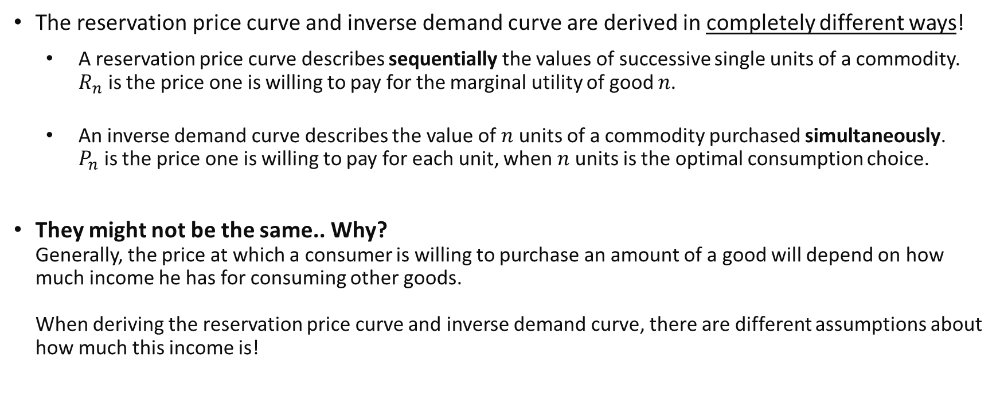 • The reservation price curve and inverse demand curve are derived in completely different ways!
• A reservation price curve describes sequentially the values of successive single units of a commodity.
Rₙ is the price one is willing to pay for the marginal utility of good n.
• An inverse demand curve describes the value of n units of a commodity purchased simultaneously.
Pₙ is the price one is willing to pay for each unit, when n units is the optimal consumption choice.
• They might not be the same.. Why?
Generally, the price at which a consumer is willing to purchase an amount of a good will depend on how
much income he has for consuming other goods.
When deriving the reservation price curve and inverse demand curve, there are different assumptions about
how much this income is!